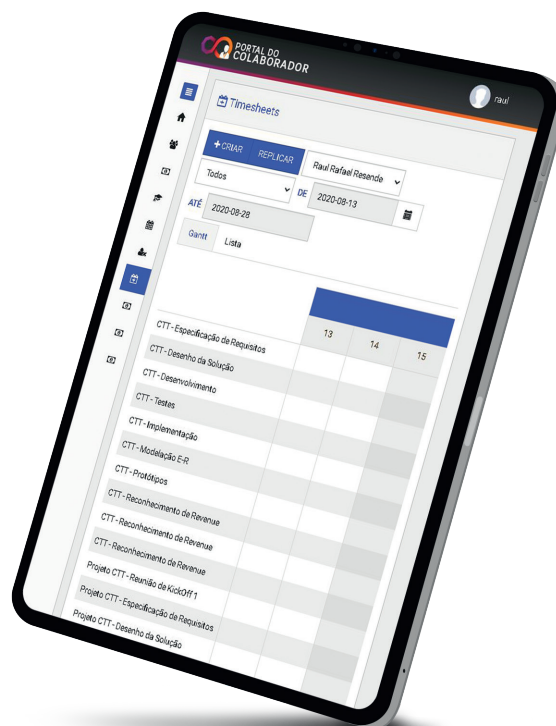 PORTAL DO
COLABORADOR
raul
Timesheets
+CRIAR REPLICAR Raul Rafael Resende
Todos DE 2020-08-13
ATÉ 2020-08-28
Gantt Lista
13 14 15
CTT - Especificação de Requisitos
CTT - Desenho da Solução
CTT - Desenvolvimento
CTT - Testes
CTT - Implementação
CTT - Modelação E-R
CTT - Protótipos
CTT - Reconhecimento de Revenue
CTT - Reconhecimento de Revenue
CTT - Reconhecimento de Revenue
Projeto CTT - Reunião de KickOff 1
Projeto CTT - Especificação de Requisitos
Projeto CTT - Desenho da Solução